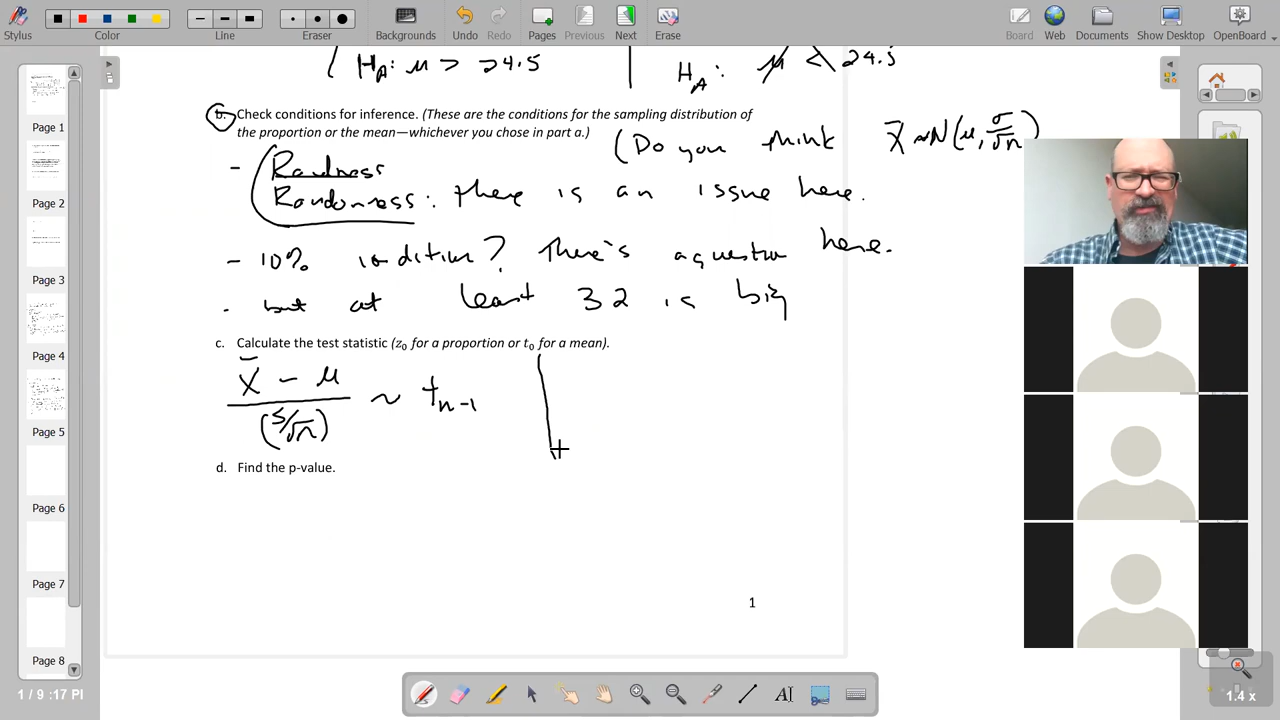 Stylus Color Line Eraser Backgrounds Undo Redo Pages Previous Next Erase Board Web Documents Show Desktop OpenBoard
Page 1
Page 2
Page 3
Page 4
Page 5
Page 6
Page 7
Page 8
1 / 9
HA: μ > 24.5
HA: μ < 24.5
b. Check conditions for inference. (These are the conditions for the sampling distribution of
the proportion or the mean—whichever you chose in part a.)
(Do you think X̄ ~ N(μ, σ/√n)
- Radness
Randomness: there is an issue here.
- 10% condition? There's a question here.
- but at least 32 is big
c. Calculate the test statistic (z₀ for a proportion or t₀ for a mean).
X̄ - μ
(s/√n)
~ tn-1
d. Find the p-value.
1
1.4 x